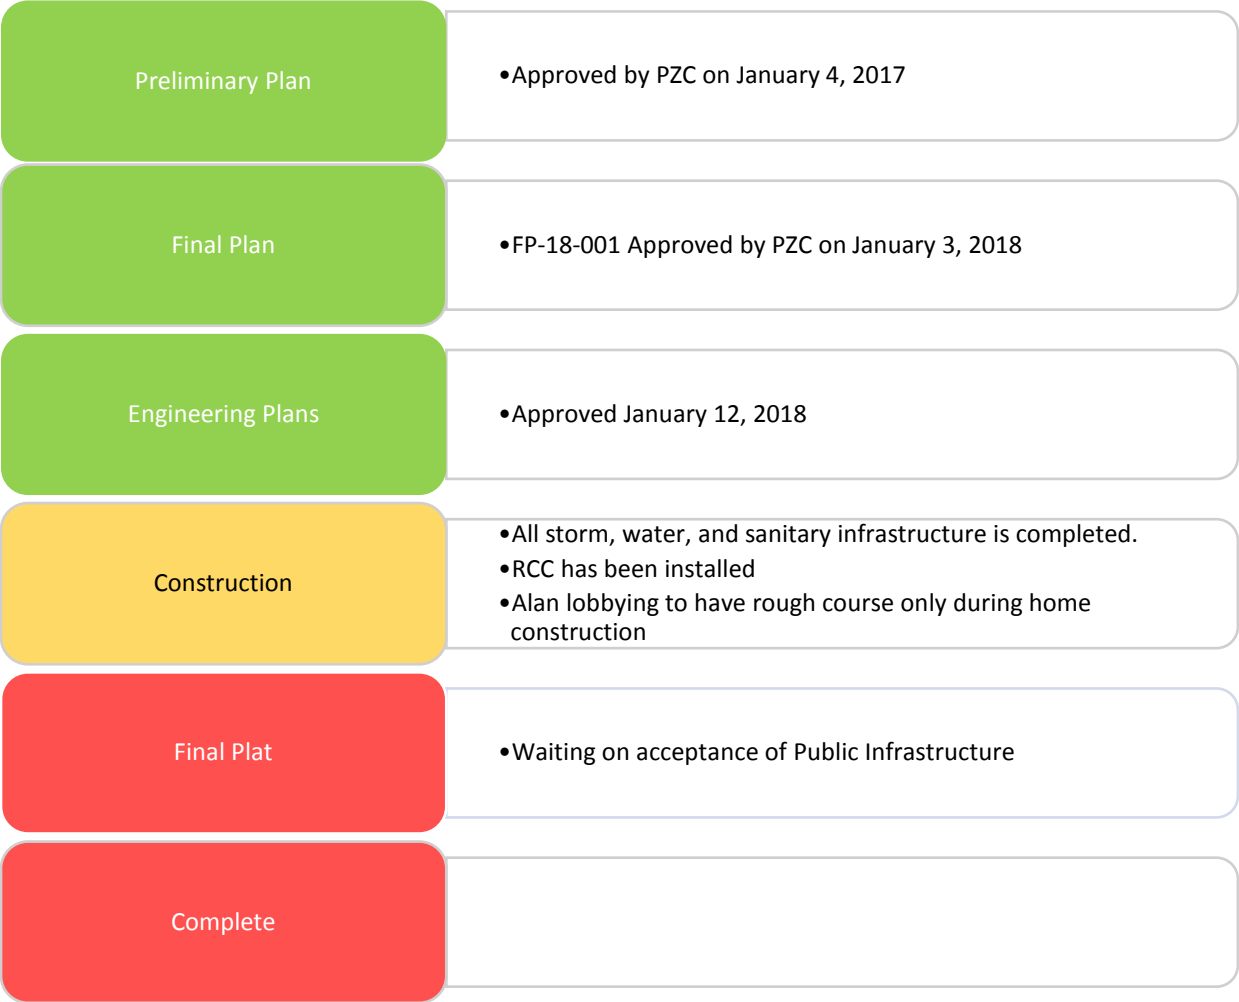 Preliminary Plan
•Approved by PZC on January 4, 2017
Final Plan
•FP-18-001 Approved by PZC on January 3, 2018
Engineering Plans
•Approved January 12, 2018
Construction
•All storm, water, and sanitary infrastructure is completed.
•RCC has been installed
•Alan lobbying to have rough course only during home
construction
Final Plat
•Waiting on acceptance of Public Infrastructure
Complete